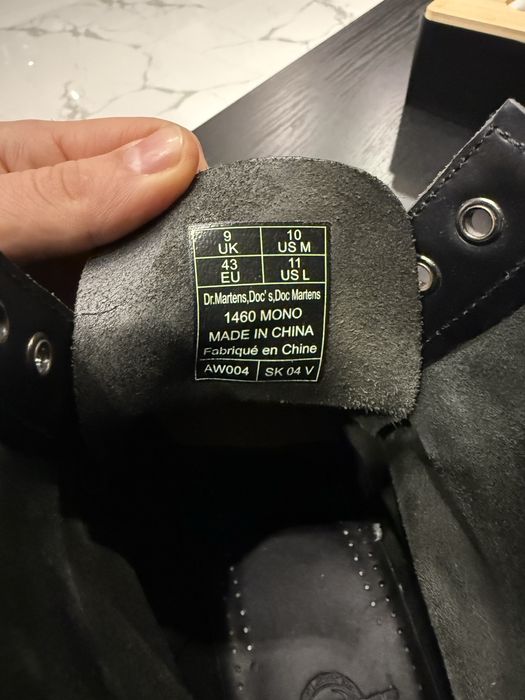 9 UK 10 US M
43 EU 11 US L
Dr.Martens,Doc's,Doc Martens
1460 MONO
MADE IN CHINA
Fabriqué en Chine
AW004 SK 04 V